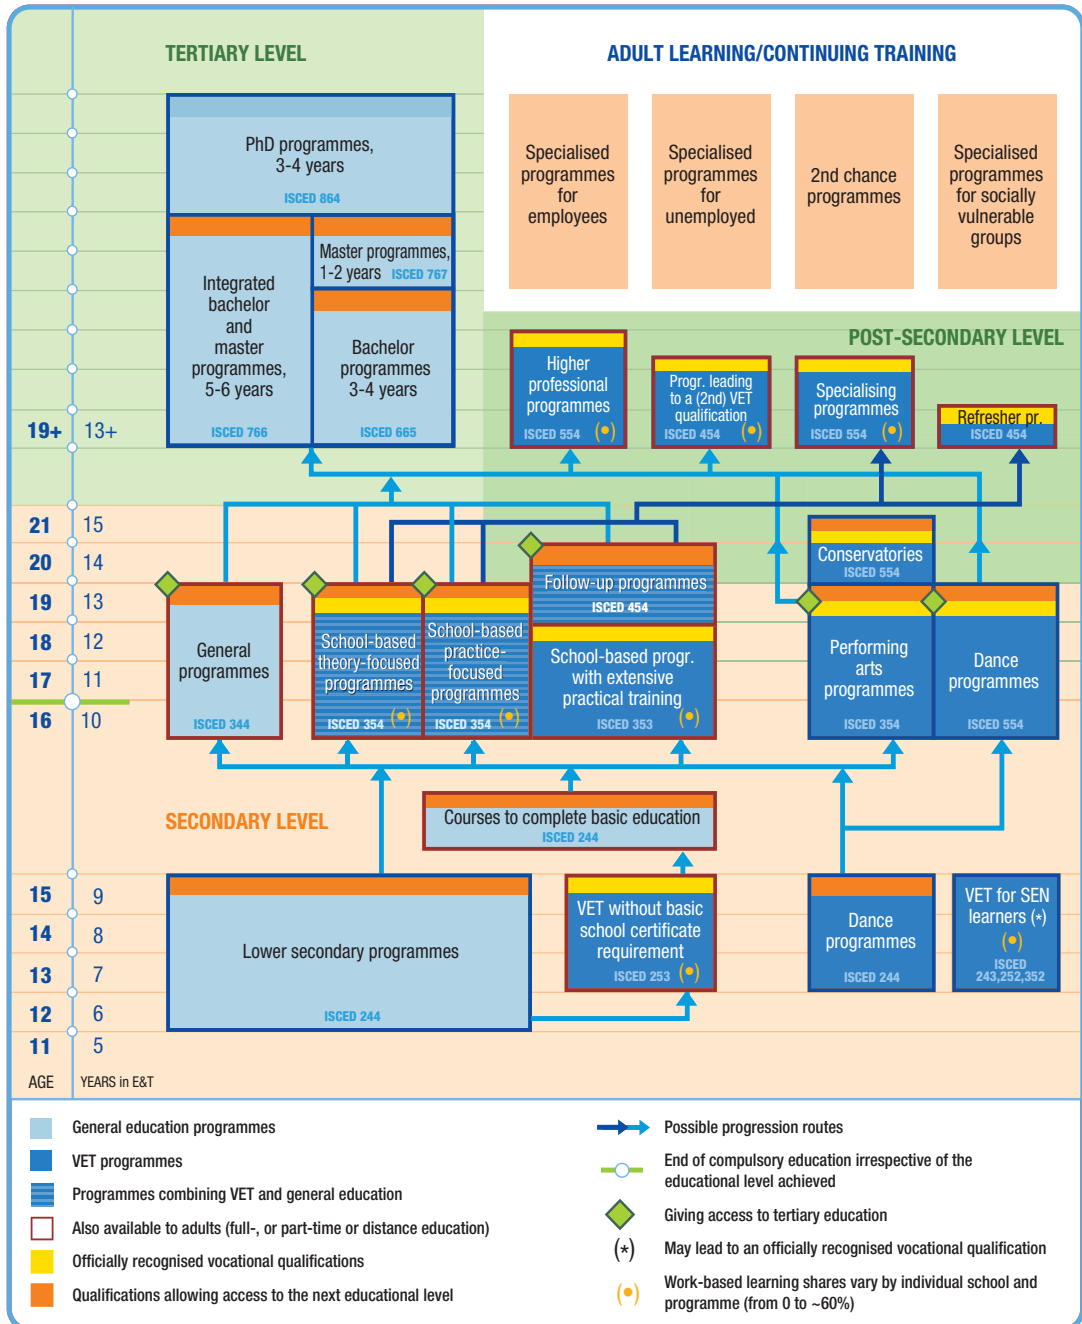 TERTIARY LEVEL
ADULT LEARNING/CONTINUING TRAINING
PhD programmes,
3-4 years
ISCED 864
Specialised
programmes
for
employees
Specialised
programmes
for
unemployed
2nd chance
programmes
Specialised
programmes
for socially
vulnerable
groups
Master programmes,
1-2 years ISCED 767
Integrated
bachelor
and
master
programmes,
5-6 years
ISCED 766
Bachelor
programmes
3-4 years
ISCED 665
POST-SECONDARY LEVEL
Higher
professional
programmes
ISCED 554 (•)
Progr. leading
to a (2nd) VET
qualification
ISCED 454 (•)
Specialising
programmes
ISCED 554 (•)
Refresher pr.
ISCED 454
19+ 13+
21 15
20 14
19 13
18 12
17 11
16 10
Conservatories
ISCED 554
Follow-up programmes
ISCED 454
General
programmes
ISCED 344
School-based
theory-focused
programmes
ISCED 354 (•)
School-based
practice-
focused
programmes
ISCED 354 (•)
School-based progr.
with extensive
practical training
ISCED 353 (•)
Performing
arts
programmes
ISCED 354
Dance
programmes
ISCED 554
SECONDARY LEVEL
Courses to complete basic education
ISCED 244
15 9
14 8
13 7
12 6
11 5
AGE YEARS in E&T
Lower secondary programmes
ISCED 244
VET without basic
school certificate
requirement
ISCED 253 (•)
Dance
programmes
ISCED 244
VET for SEN
learners (*)
(•)
ISCED
243,252,352
General education programmes
VET programmes
Programmes combining VET and general education
Also available to adults (full-, or part-time or distance education)
Officially recognised vocational qualifications
Qualifications allowing access to the next educational level
Possible progression routes
End of compulsory education irrespective of the
educational level achieved
Giving access to tertiary education
(*) May lead to an officially recognised vocational qualification
(•) Work-based learning shares vary by individual school and
programme (from 0 to ~60%)